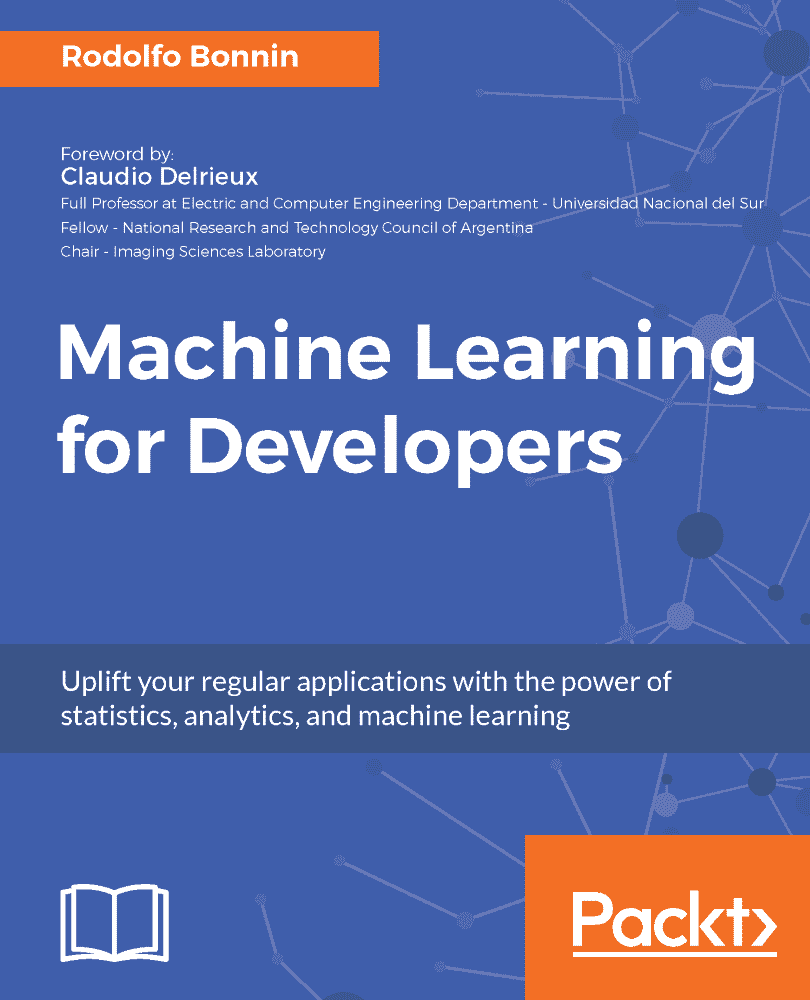 Rodolfo Bonnin
Foreword by:
Claudio Delrieux
Full Professor at Electric and Computer Engineering Department - Universidad Nacional del Sur
Fellow - National Research and Technology Council of Argentina
Chair - Imaging Sciences Laboratory
Machine Learning
for Developers
Uplift your regular applications with the power of
statistics, analytics, and machine learning
Packt>